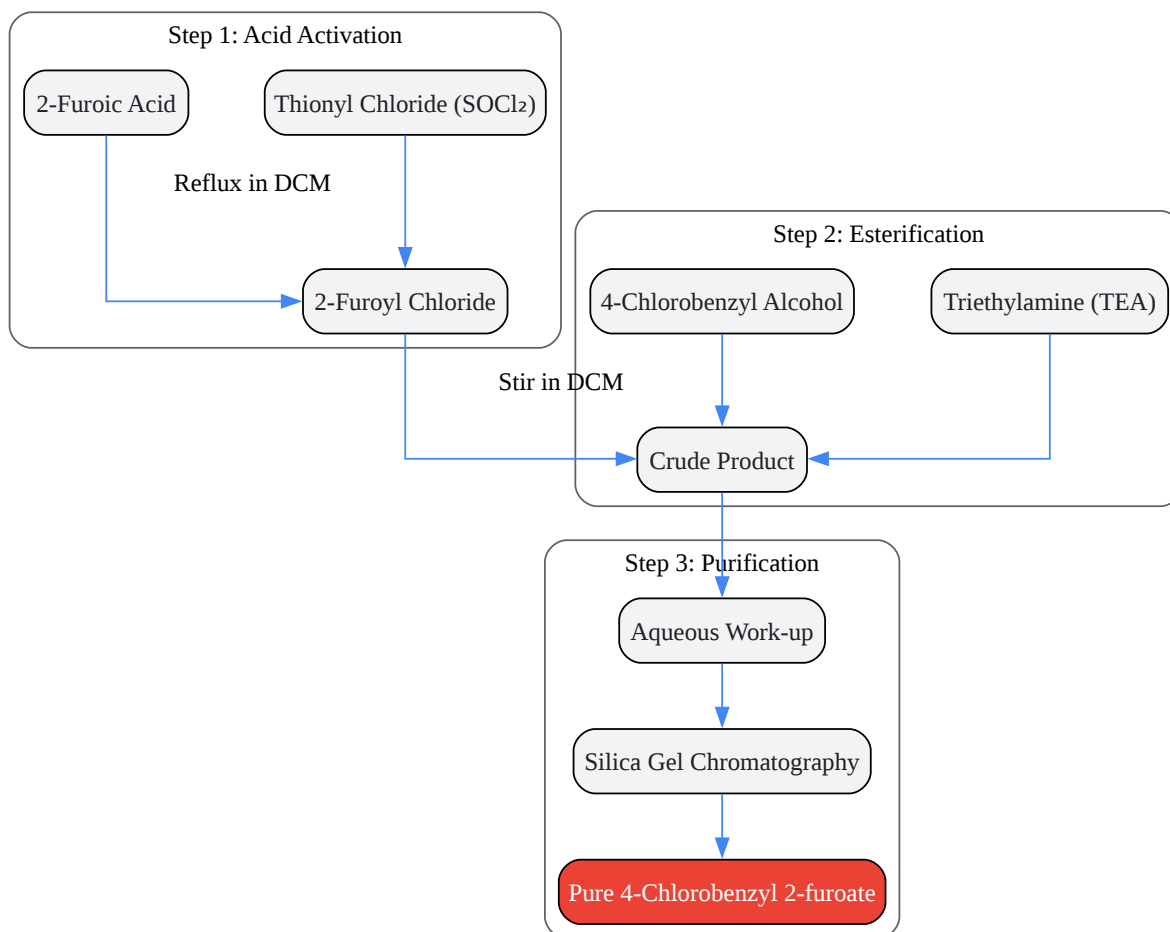 Step 1: Acid Activation
2-Furoic Acid
Thionyl Chloride (SOCl₂)
Reflux in DCM
2-Furoyl Chloride
Step 2: Esterification
4-Chlorobenzyl Alcohol
Triethylamine (TEA)
Stir in DCM
Crude Product
Step 3: Purification
Aqueous Work-up
Silica Gel Chromatography
Pure 4-Chlorobenzyl 2-furoate